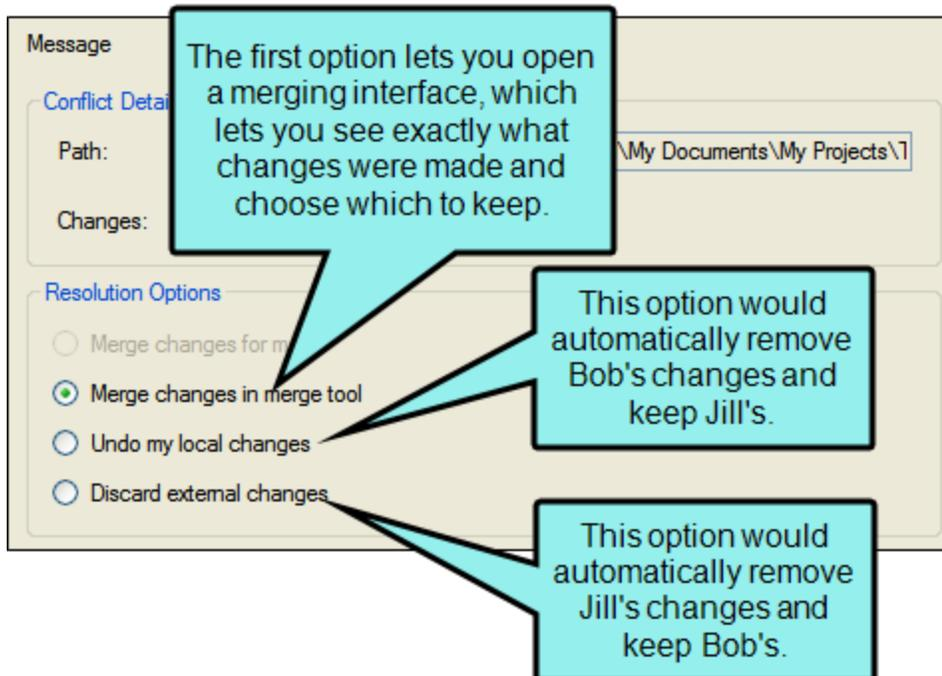 Message
The first option lets you open
a merging interface, which
lets you see exactly what
changes were made and
choose which to keep.
Conflict Detai
Path:
\My Documents\My Projects\T
Changes:
Resolution Options
Merge changes for m
Merge changes in merge tool
Undo my local changes
Discard external changes
This option would
automatically remove
Bob's changes and
keep Jill's.
This option would
automatically remove
Jill's changes and
keep Bob's.